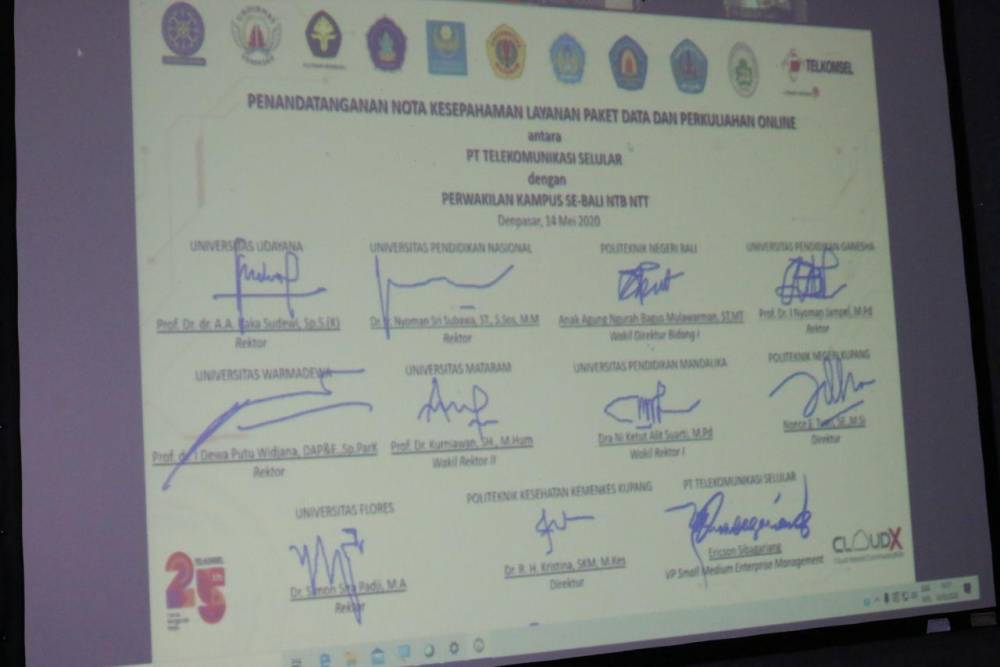 TELKOMSEL
PENANDATANGANAN NOTA KESEPAHAMAN LAYANAN PAKET DATA DAN PERKULIAHAN ONLINE
antara
PT TELEKOMUNIKASI SELULAR
dengan
PERWAKILAN KAMPUS SE-BALI NTB NTT
Denpasar, 14 Mei 2020
UNIVERSITAS UDAYANA
UNIVERSITAS PENDIDIKAN NASIONAL
POLITEKNIK NEGERI BALI
UNIVERSITAS PENDIDIKAN GANESHA
Prof. Dr. dr. A.A. Raka Sudewi, Sp.S.(K)
Dr. Nyoman Sri Subawa, ST., S.Sos, M.M
Anak Agung Ngurah Bagus Mulawarman, ST.MT
Prof. Dr. I Nyoman Jampel, M.Pd
Rektor
Rektor
Wakil Direktur Bidang I
Rektor
UNIVERSITAS WARMADEWA
UNIVERSITAS MATARAM
UNIVERSITAS PENDIDIKAN MANDALIKA
POLITEKNIK NEGERI KUPANG
Prof. dr. I Dewa Putu Widjana, DAP&E.,Sp.ParK
Prof. Dr. Kurniawan, SH., M.Hum
Dra Ni Ketut Alit Suarti, M.Pd
SE.,M.Si
Rektor
Wakil Rektor II
Wakil Rektor I
Direktur
UNIVERSITAS FLORES
POLITEKNIK KESEHATAN KEMENKES KUPANG
PT TELEKOMUNIKASI SELULAR
Dr. Simon Sira Padji, M.A
Dr. R. H. Kristina, SKM, M.Kes
Ericson Sibagariang
Rektor
Direktur
VP Small Medium Enterprise Management
TELKOMSEL
25
CLOUDX